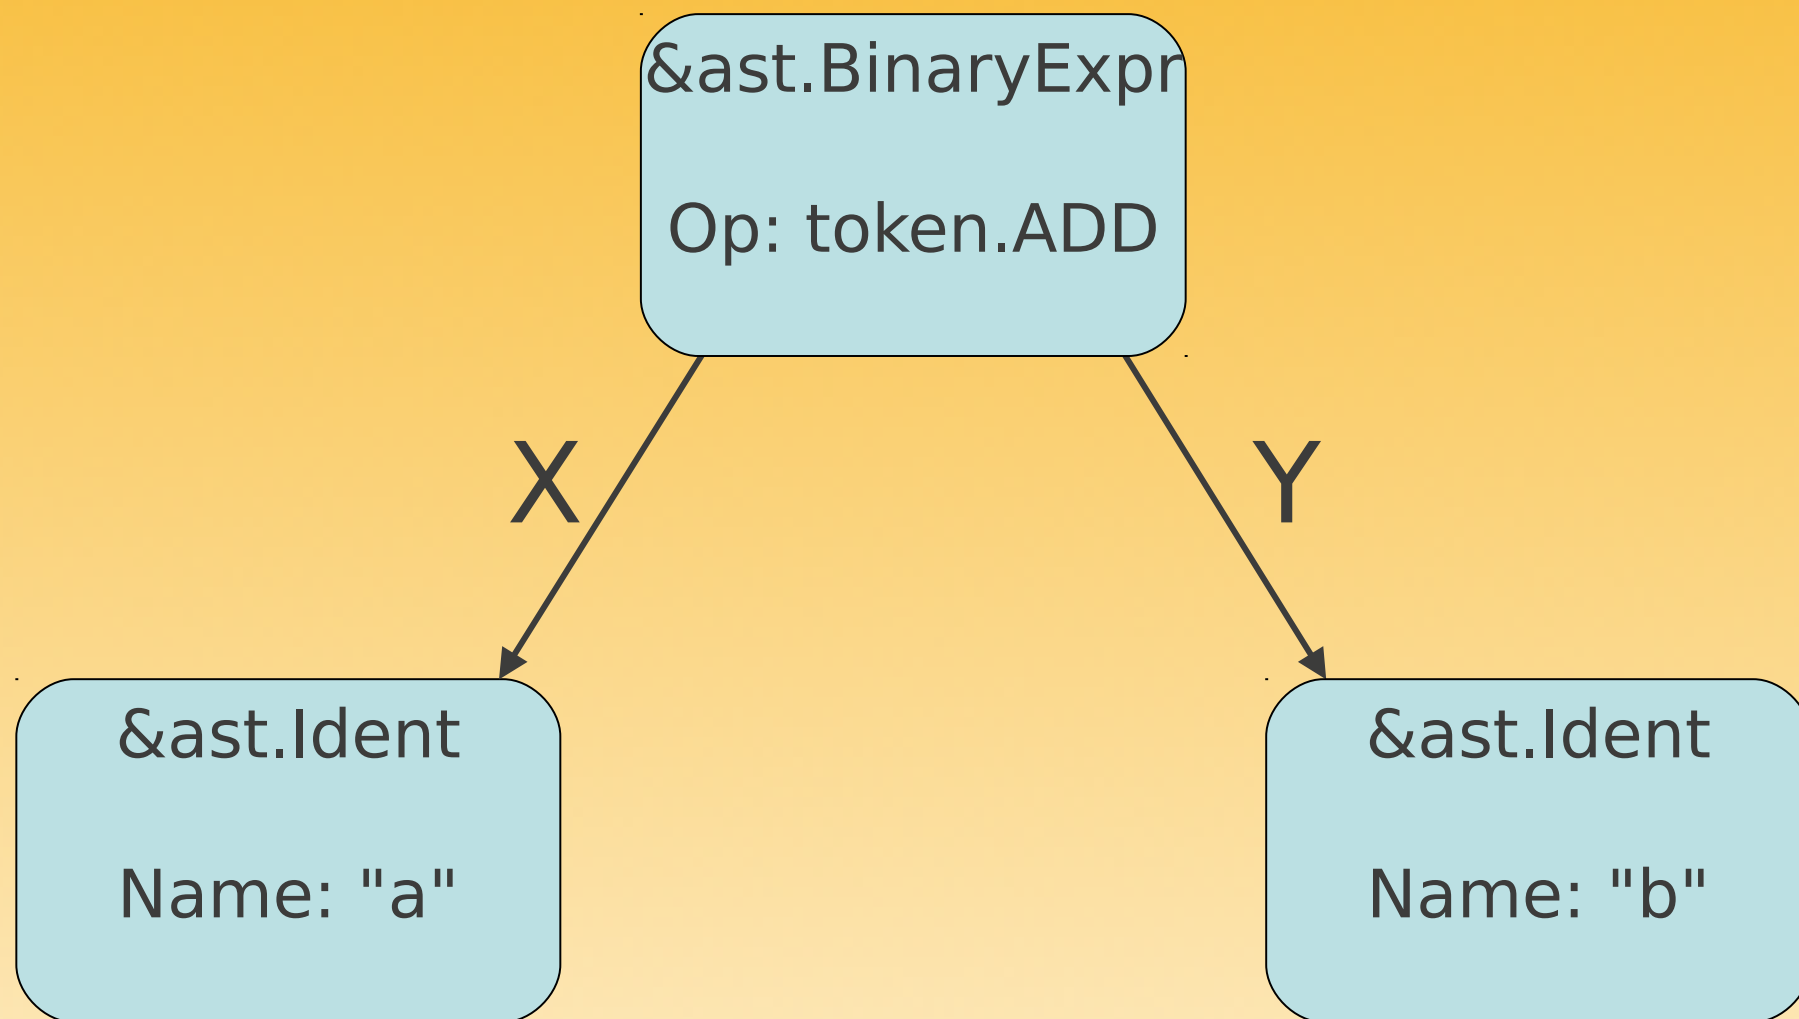 &ast.BinaryExpr
Op: token.ADD
X
Y
&ast.Ident
Name: "a"
&ast.Ident
Name: "b"